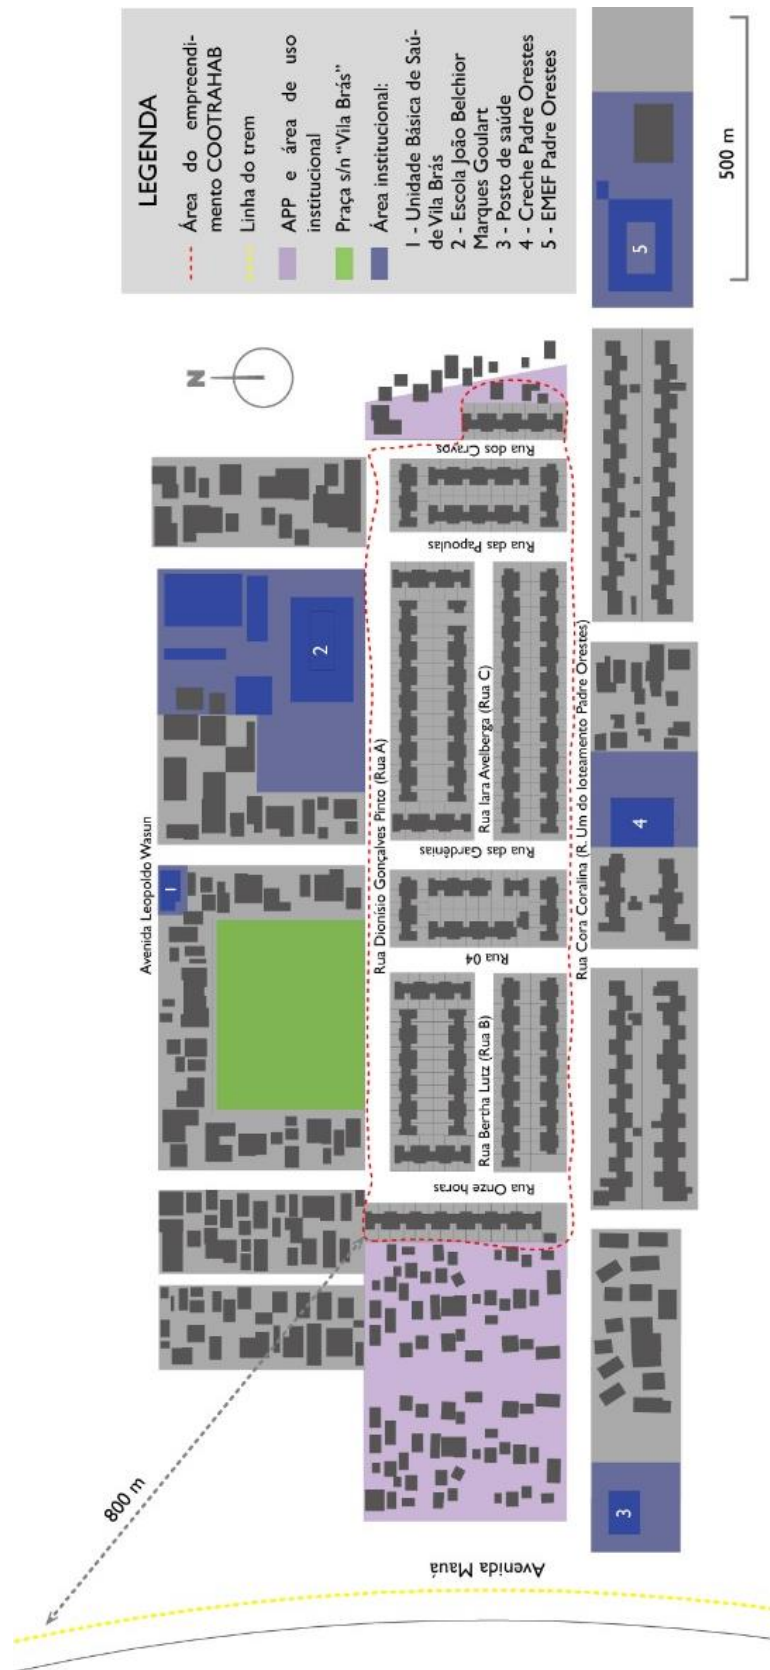 LEGENDA
Área do empreendi-
mento COOTRAHAB
Linha do trem
APP e área de uso
institucional
Praça s/n “Vila Brás”
Área institucional:
1 - Unidade Básica de Saú-
de Vila Brás
2 - Escola João Belchior
Marques Goulart
3 - Posto de saúde
4 - Creche Padre Orestes
5 - EMEF Padre Orestes
500 m
N
Avenida Leopoldo Wasun
1
2
Rua Dionísio Gonçalves Pinto (Rua A)
Rua Onze horas
Rua Bertha Lutz (Rua B)
Rua 04
Rua das Gardênias
Rua Iara Avelberga (Rua C)
Rua das Papoulas
Rua dos Cravos
Rua Cora Coralina (R. Um do loteamento Padre Orestes)
3
4
5
800 m
Avenida Mauá